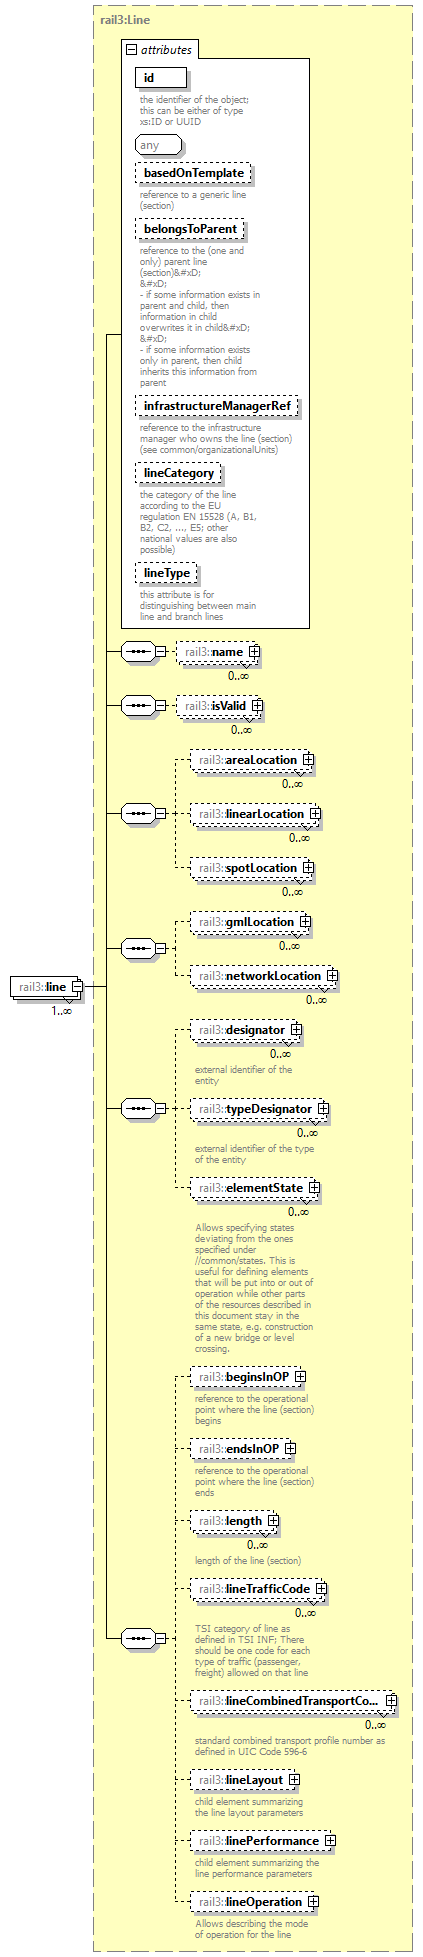 rail3:Line
attributes
id
the identifier of the object;
this can be either of type
xs:ID or UUID
any
basedOnTemplate
reference to a generic line
(section)
belongsToParent
reference to the (one and
only) parent line
(section)&#xD;
&#xD;
- if some information exists in
parent and child, then
information in child
overwrites it in child&#xD;
&#xD;
- if some information exists
only in parent, then child
inherits this information from
parent
infrastructureManagerRef
reference to the infrastructure
manager who owns the line (section)
(see common/organizationalUnits)
lineCategory
the category of the line
according to the EU
regulation EN 15528 (A, B1,
B2, C2, ..., E5; other
national values are also
possible)
lineType
this attribute is for
distinguishing between main
line and branch lines
rail3::name
0..∞
rail3::isValid
0..∞
rail3::areaLocation
0..∞
rail3::linearLocation
0..∞
rail3::spotLocation
0..∞
rail3::gmlLocation
0..∞
rail3::networkLocation
0..∞
rail3::line
1..∞
rail3::designator
0..∞
external identifier of the
entity
rail3::typeDesignator
0..∞
external identifier of the type
of the entity
rail3::elementState
0..∞
Allows specifying states
deviating from the ones
specified under
//common/states. This is
useful for defining elements
that will be put into or out of
operation while other parts
of the resources described in
this document stay in the
same state, e.g. construction
of a new bridge or level
crossing.
rail3::beginsInOP
reference to the operational
point where the line (section)
begins
rail3::endsInOP
reference to the operational
point where the line (section)
ends
rail3::length
0..∞
length of the line (section)
rail3::lineTrafficCode
0..∞
TSI category of line as
defined in TSI INF; There
should be one code for each
type of traffic (passenger,
freight) allowed on that line
rail3::lineCombinedTransportCo...
0..∞
standard combined transport profile number as
defined in UIC Code 596-6
rail3::lineLayout
child element summarizing
the line layout parameters
rail3::linePerformance
child element summarizing the
line performance parameters
rail3::lineOperation
Allows describing the mode
of operation for the line